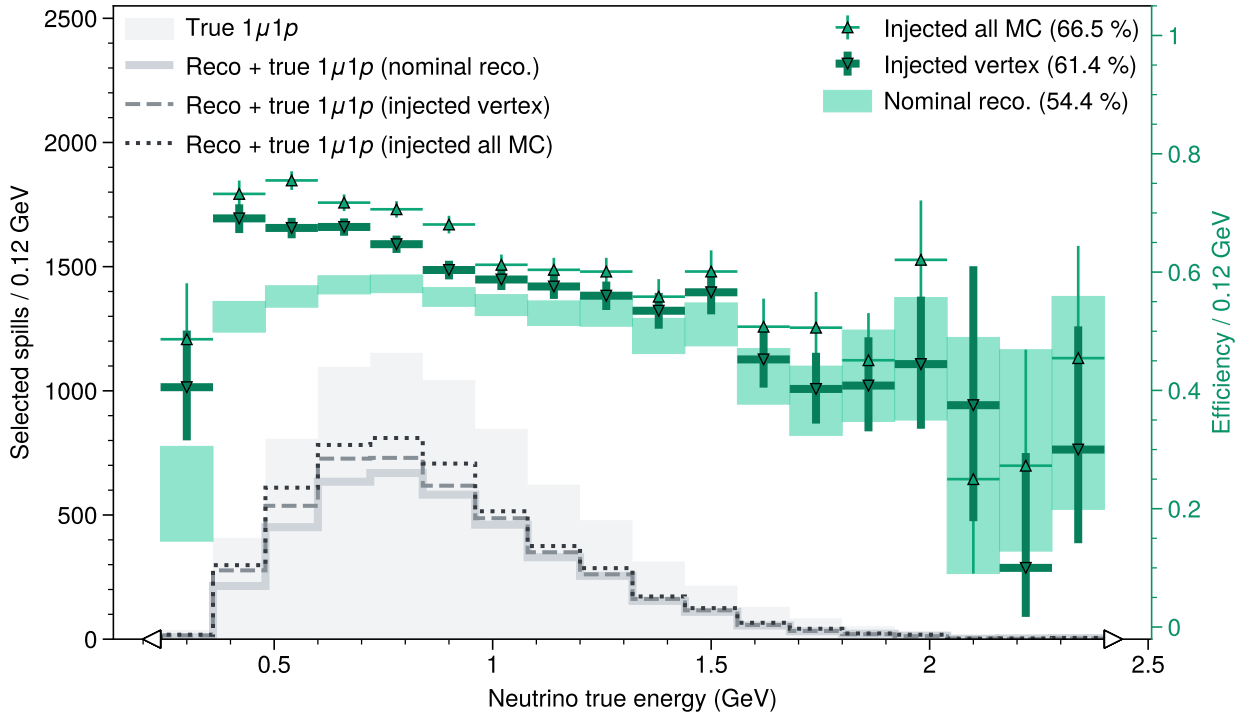 True 1μ1p
Reco + true 1μ1p (nominal reco.)
Reco + true 1μ1p (injected vertex)
Reco + true 1μ1p (injected all MC)
Injected all MC (66.5 %)
Injected vertex (61.4 %)
Nominal reco. (54.4 %)
Selected spills / 0.12 GeV
2500
2000
1500
1000
500
0
Efficiency / 0.12 GeV
1
0.8
0.6
0.4
0.2
0
0.5
1
1.5
2
2.5
Neutrino true energy (GeV)